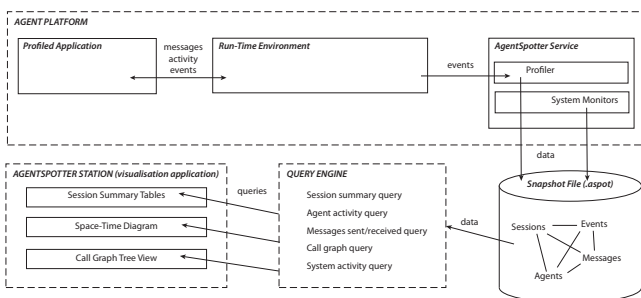 AGENT PLATFORM
Profiled Application
messages
activity
events
Run-Time Environment
events
AgentSpotter Service
Profiler
System Monitors
data
AGENTSPOTTER STATION (visualisation application)
Session Summary Tables
Space-Time Diagram
Call Graph Tree View
queries
QUERY ENGINE
Session summary query
Agent activity query
Messages sent/received query
Call graph query
System activity query
data
Snapshot File (.aspot)
Sessions
Events
Messages
Agents